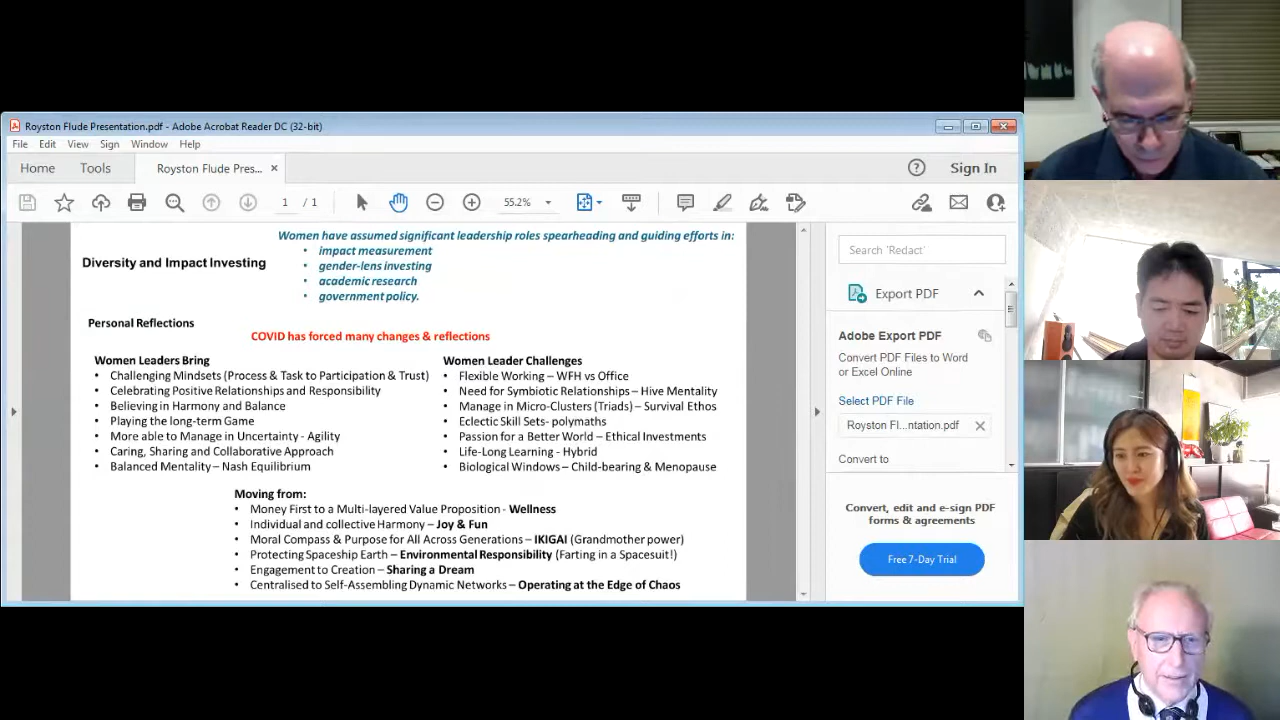 Royston Flude Presentation.pdf - Adobe Acrobat Reader DC (32-bit)
File Edit View Sign Window Help
Home Tools Royston Flude Pres... × Sign In
1 / 1 55.2%
Women have assumed significant leadership roles spearheading and guiding efforts in:
• impact measurement
Diversity and Impact Investing
• gender-lens investing
• academic research
• government policy.
Personal Reflections
COVID has forced many changes & reflections
Women Leaders Bring
• Challenging Mindsets (Process & Task to Participation & Trust)
• Celebrating Positive Relationships and Responsibility
• Believing in Harmony and Balance
• Playing the long-term Game
• More able to Manage in Uncertainty - Agility
• Caring, Sharing and Collaborative Approach
• Balanced Mentality – Nash Equilibrium
Women Leader Challenges
• Flexible Working – WFH vs Office
• Need for Symbiotic Relationships - Hive Mentality
• Manage in Micro-Clusters (Triads) – Survival Ethos
• Eclectic Skill Sets- polymaths
• Passion for a Better World – Ethical Investments
• Life-Long Learning - Hybrid
• Biological Windows – Child-bearing & Menopause
Moving from:
• Money First to a Multi-layered Value Proposition - Wellness
• Individual and collective Harmony – Joy & Fun
• Moral Compass & Purpose for All Across Generations – IKIGAI (Grandmother power)
• Protecting Spaceship Earth – Environmental Responsibility (Farting in a Spacesuit!)
• Engagement to Creation – Sharing a Dream
• Centralised to Self-Assembling Dynamic Networks – Operating at the Edge of Chaos
Search 'Redact'
Export PDF
Adobe Export PDF
Convert PDF Files to Word
or Excel Online
Select PDF File
Royston Fl...ntation.pdf ×
Convert to
Convert, edit and e-sign PDF
forms & agreements
Free 7-Day Trial